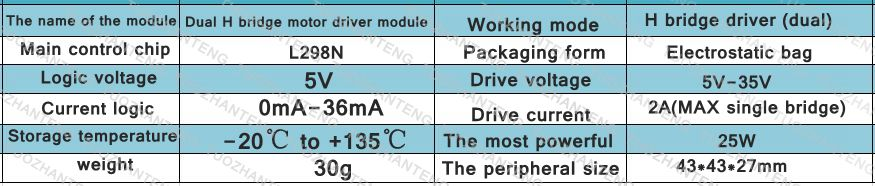 The name of the module Dual H bridge motor driver module Working mode H bridge driver (dual)
Main control chip L298N Packaging form Electrostatic bag
Logic voltage 5V Drive voltage 5V-35V
Current logic 0mA-36mA Drive current 2A(MAX single bridge)
Storage temperature -20℃ to +135℃ The most powerful 25W
weight 30g The peripheral size 43*43*27mm